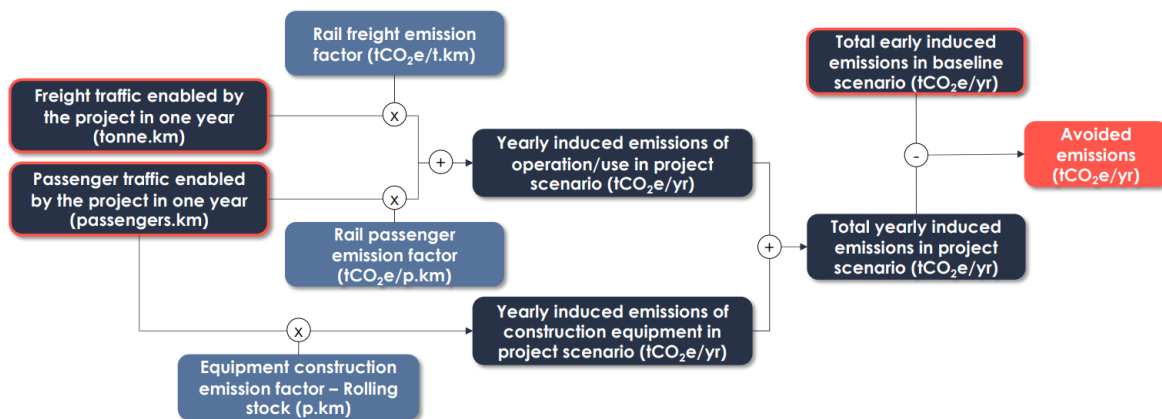 Rail freight emission
factor (tCO₂e/t.km)
Freight traffic enabled by
the project in one year
(tonne.km)
x
Passenger traffic enabled
by the project in one year
(passengers.km)
x
Rail passenger
emission factor
(tCO₂e/p.km)
+
Yearly induced emissions of
operation/use in project
scenario (tCO₂e/yr)
x
Equipment construction
emission factor – Rolling
stock (p.km)
Yearly induced emissions of
construction equipment in
project scenario (tCO₂e/yr)
+
Total early induced
emissions in baseline
scenario (tCO₂e/yr)
-
Total yearly induced
emissions in project
scenario (tCO₂e/yr)
Avoided
emissions
(tCO₂e/yr)